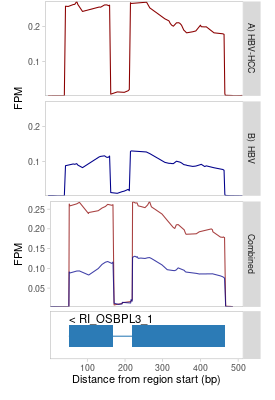 0.2
0.1
A) HBV-HCC
FPM
0.2
0.1
B) HBV
0.25
0.20
0.15
0.10
0.05
FPM
Combined
< RI_OSBPL3_1
100 200 300 400 500
Distance from region start (bp)